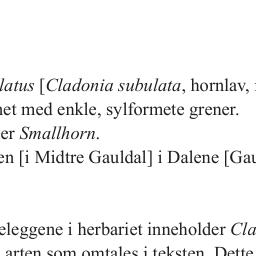 latus [Cladonia subulata, hornlav,
net med enkle, sylformete grener.
er Smallhorn.
en [i Midtre Gauldal] i Dalene [Gau
eleggene i herbariet inneholder Cla
arten som omtales i teksten. Dette